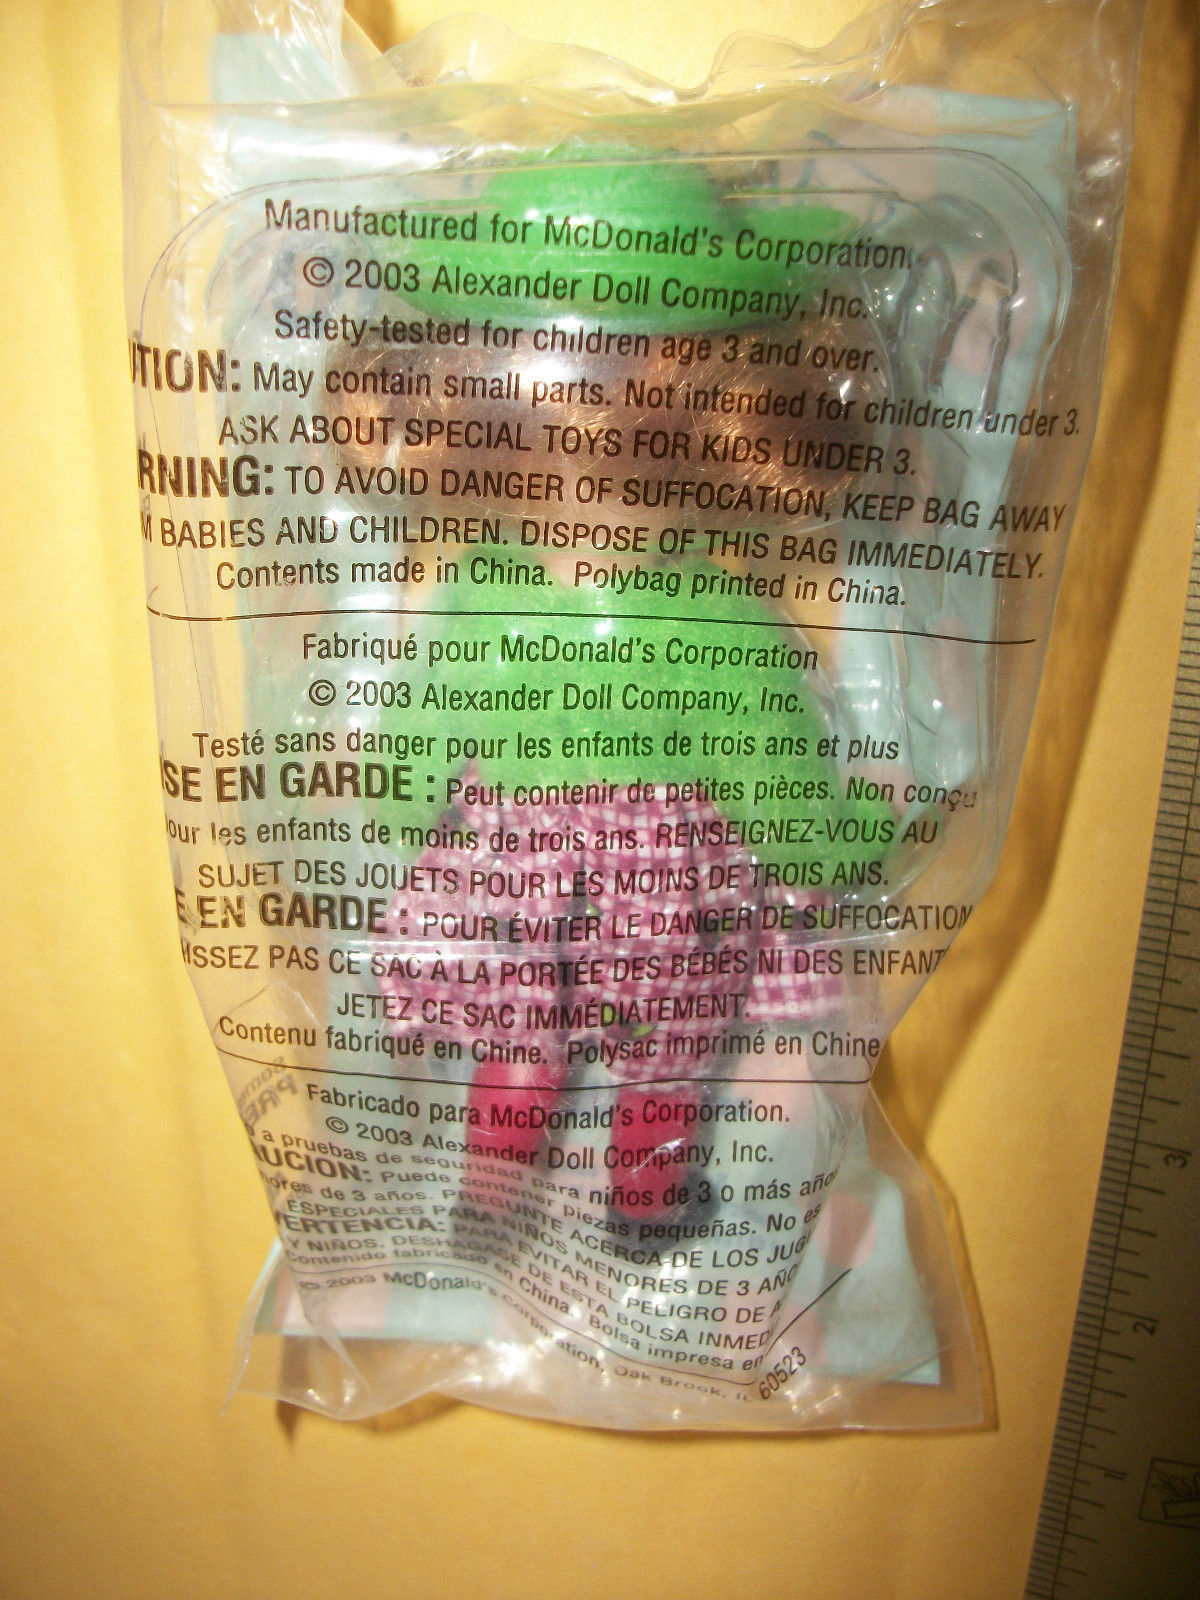 Manufactured for McDonald's Corporation.
© 2003 Alexander Doll Company, Inc.
Safety-tested for children age 3 and over.
TION: May contain small parts. Not intended for children under 3.
ASK ABOUT SPECIAL TOYS FOR KIDS UNDER 3.
RNING: TO AVOID DANGER OF SUFFOCATION, KEEP BAG AWAY
M BABIES AND CHILDREN. DISPOSE OF THIS BAG IMMEDIATELY.
Contents made in China. Polybag printed in China.
Fabriqué pour McDonald's Corporation
© 2003 Alexander Doll Company, Inc.
Testé sans danger pour les enfants de trois ans et plus
SE EN GARDE : Peut contenir de petites pièces. Non conçu
our les enfants de moins de trois ans. RENSEIGNEZ-VOUS AU
SUJET DES JOUETS POUR LES MOINS DE TROIS ANS.
E EN GARDE : POUR ÉVITER LE DANGER DE SUFFOCATION
ISSEZ PAS CE SAC À LA PORTÉE DES BÉBÉS NI DES ENFANT
JETEZ CE SAC IMMÉDIATEMENT.
Contenu fabriqué en Chine. Polysac imprimé en Chine
Fabricado para McDonald's Corporation.
© 2003 Alexander Doll Company, Inc.
a pruebas de seguridad para niños de 3 o más año
UCION: Puede contener piezas pequeñas. No es
ores de 3 años. PREGUNTE ACERCA DE LOS JUG
ESPECIALES PARA NIÑOS MENORES DE 3 AÑO
ERTENCIA: PARA EVITAR EL PELIGRO DE A
Y NIÑOS. DESHAGASE DE ESTA BOLSA INMED
Contenido fabricado en China. Bolsa impresa en
© 2003 McDonald's Corporation, Oak Brook, IL
60523
3
2
1